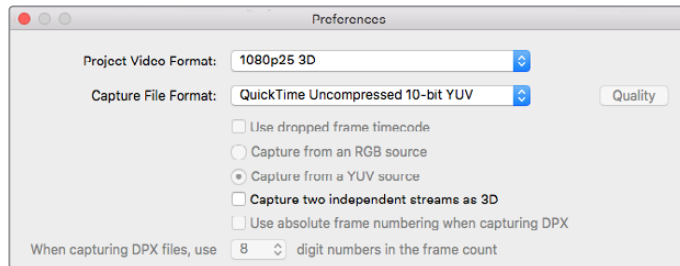 Preferences
Project Video Format: 1080p25 3D
Capture File Format: QuickTime Uncompressed 10-bit YUV Quality
Use dropped frame timecode
Capture from an RGB source
Capture from a YUV source
Capture two independent streams as 3D
Use absolute frame numbering when capturing DPX
When capturing DPX files, use 8 digit numbers in the frame count